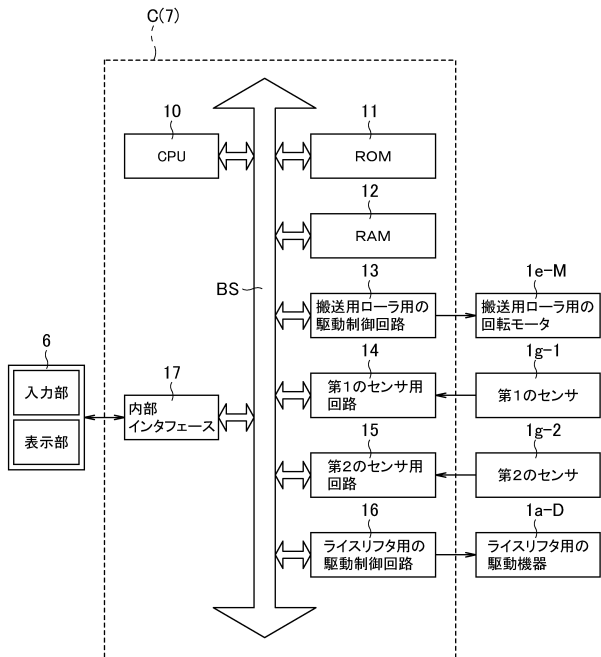 C(7)
10
CPU
11
ROM
12
RAM
BS
13
搬送用ローラ用の
駆動制御回路
1e-M
搬送用ローラ用の
回転モータ
6
入力部
表示部
17
内部
インタフェース
14
第1のセンサ用
回路
1g-1
第1のセンサ
15
第2のセンサ用
回路
1g-2
第2のセンサ
16
ライスリフタ用の
駆動制御回路
1a-D
ライスリフタ用の
駆動機器